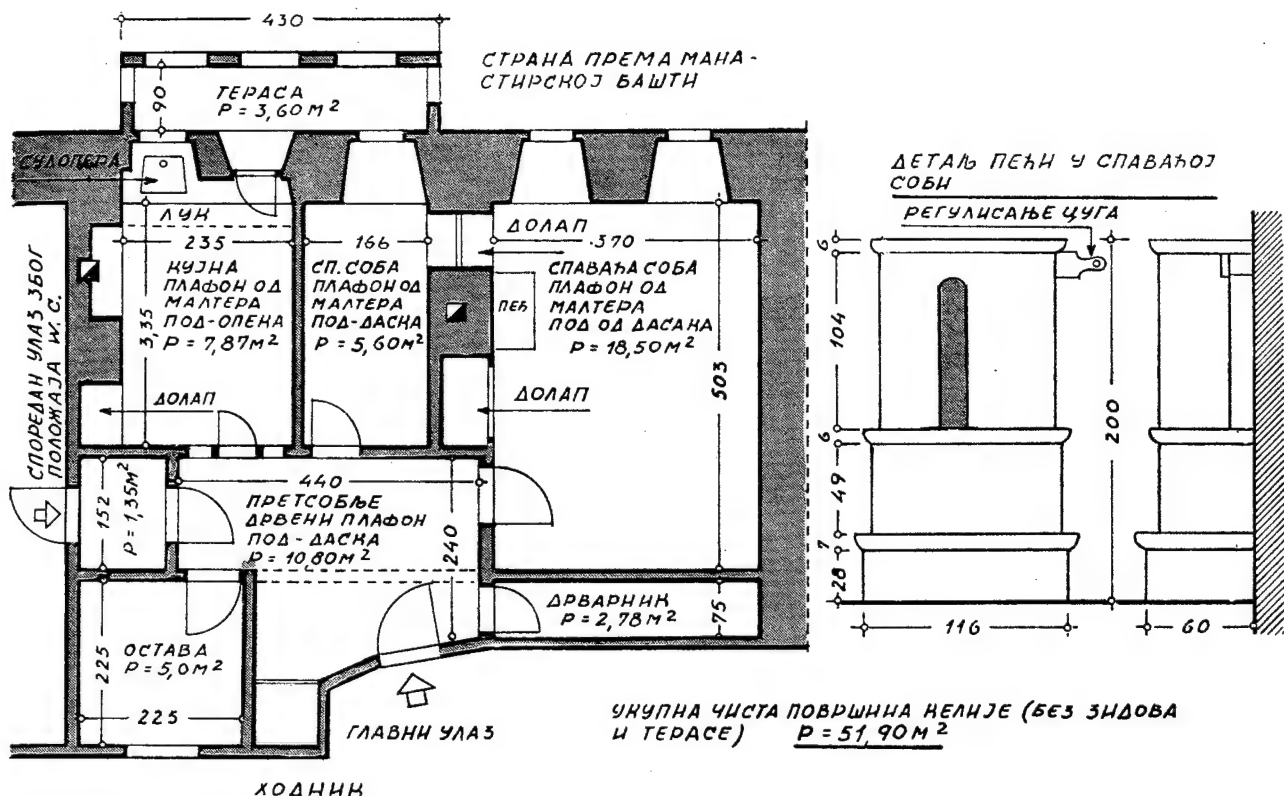 430
СТРАНА ПРЕМА МАНА-
СТИРСКОЈ БАШТИ
90
ТЕРАСА
P = 3,60 M²
СУДОПЕРА
ЛУК
235
КУЈНА
ПЛАФОН ОД
МАЛТЕРА
ПОД-ОПЕКА
P = 7,87 M²
3,35
166
СП. СОБА
ПЛАФОН ОД
МАЛТЕРА
ПОД-ДАСКА
P = 5,60 M²
ДОЛАП
370
СПАВАЋА СОБА
ПЛАФОН ОД
МАЛТЕРА
ПОД ОД ДАСАКА
P = 18,50 M²
ПЕЋ
503
ДОЛАП
ДОЛАП
СПОРЕДАН УЛАЗ ЗБОГ
ПОЛОЖАЈА W.C.
152
P = 1,35 M²
440
ПРЕТСОБЉЕ
ДРВЕНИ ПЛАФОН
ПОД - ДАСКА
P = 10,80 M²
240
ДРВАРНИК
P = 2,78 M²
75
ОСТАВА
P = 5,0 M²
225
225
ГЛАВНИ УЛАЗ
ХОДНИК
ДЕТАЉ ПЕЋИ У СПАВАЋОЈ
СОБИ
РЕГУЛИСАЊЕ ЦУГА
6
104
6
49
7
28
200
116
60
УКУПНА ЧИСТА ПОВРШИНА КЕЛИЈЕ (БЕЗ ЗИДОВА
И ТЕРАСЕ) P = 51,90 M²